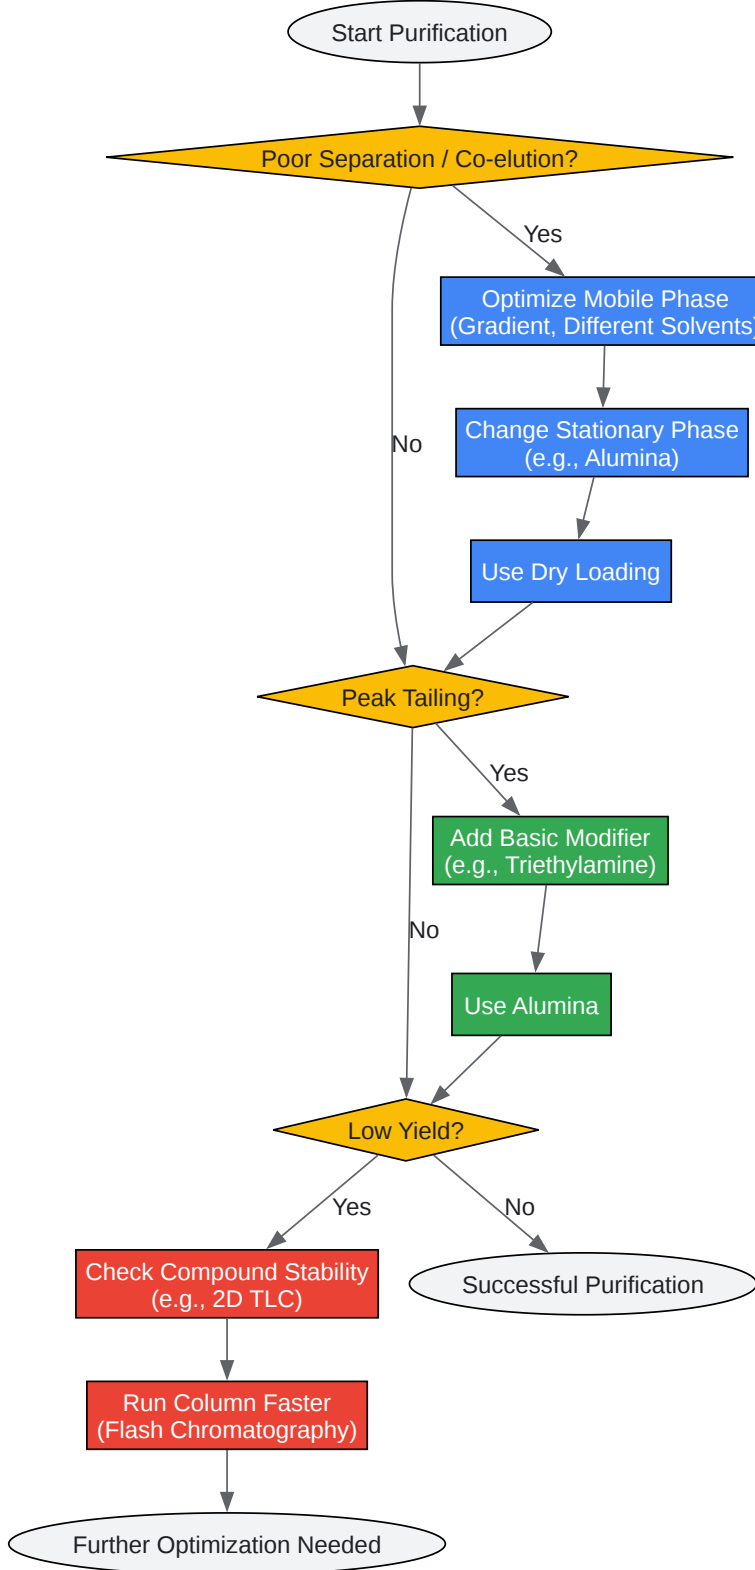 Start Purification
Poor Separation / Co-elution?
Yes
Optimize Mobile Phase
(Gradient, Different Solvents)
Change Stationary Phase
(e.g., Alumina)
No
Use Dry Loading
Peak Tailing?
Yes
Add Basic Modifier
(e.g., Triethylamine)
No
Use Alumina
Low Yield?
Yes
No
Check Compound Stability
(e.g., 2D TLC)
Successful Purification
Run Column Faster
(Flash Chromatography)
Further Optimization Needed